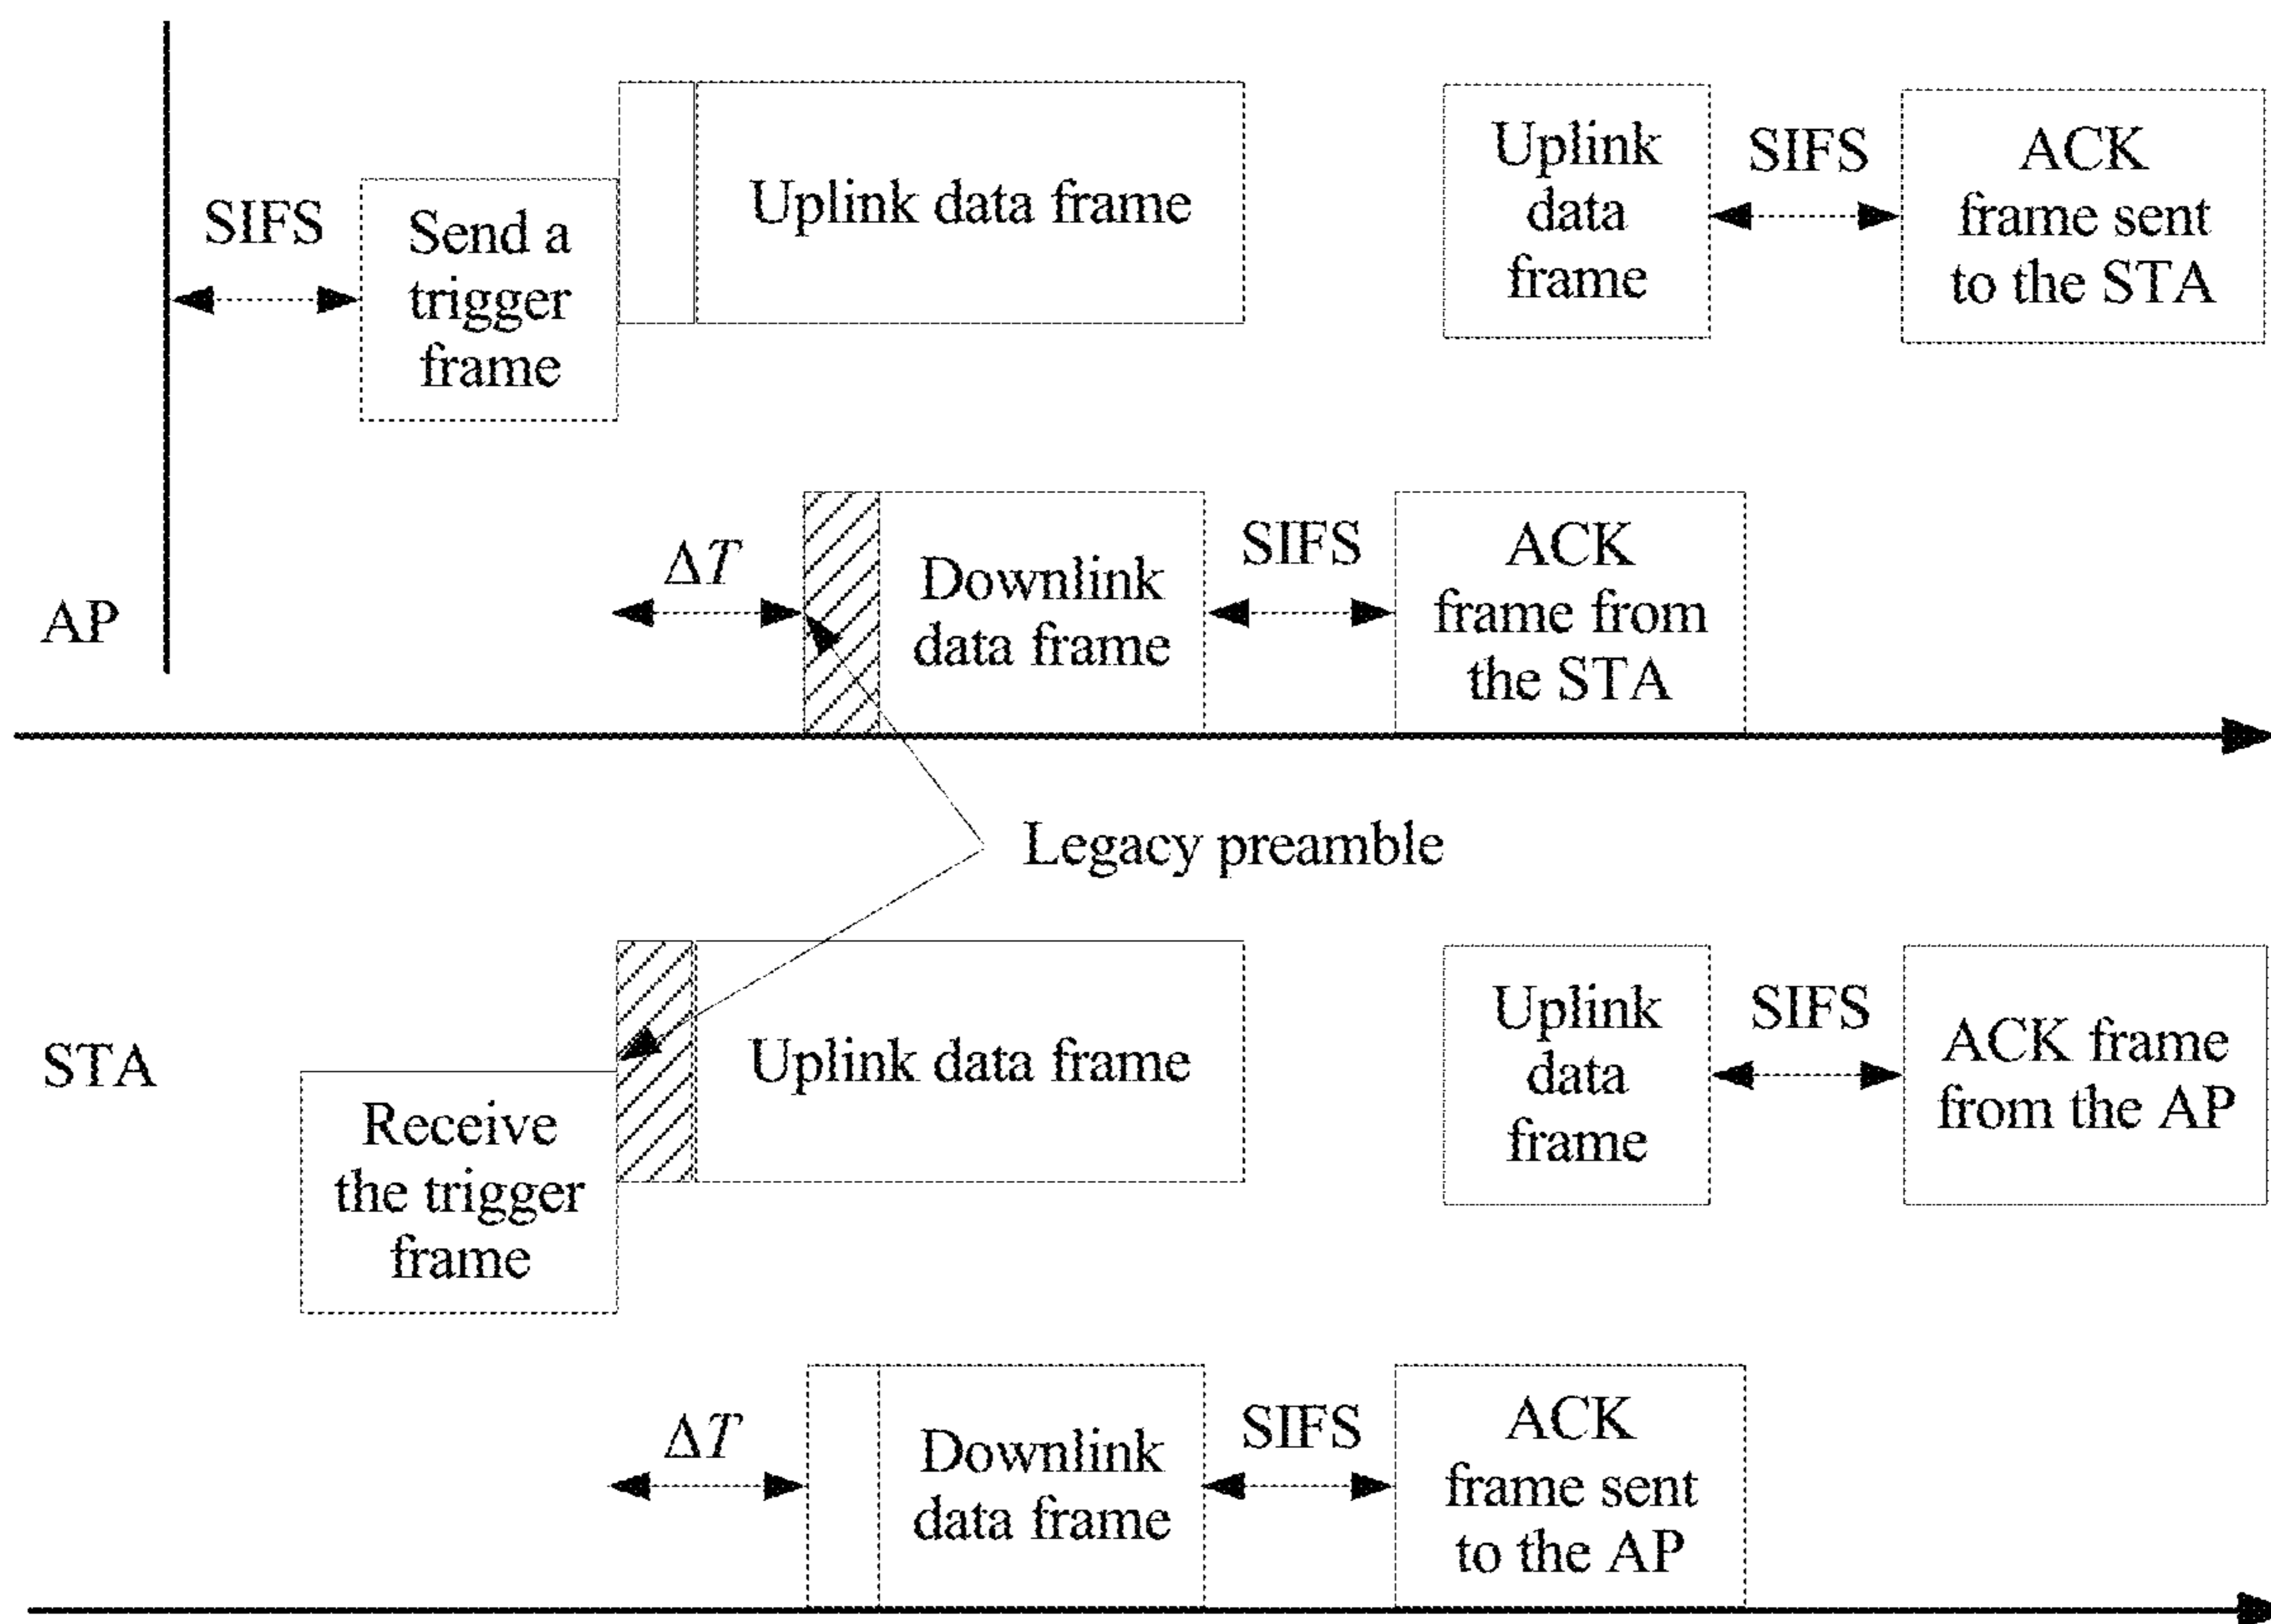 SIFS
Send a
trigger
frame
Uplink data frame
Uplink
data
frame
SIFS
ACK
frame sent
to the STA
AP
ΔT
Downlink
data frame
SIFS
ACK
frame from
the STA
Legacy preamble
STA
Receive
the trigger
frame
Uplink data frame
Uplink
data
frame
SIFS
ACK frame
from the AP
ΔT
Downlink
data frame
SIFS
ACK
frame sent
to the AP